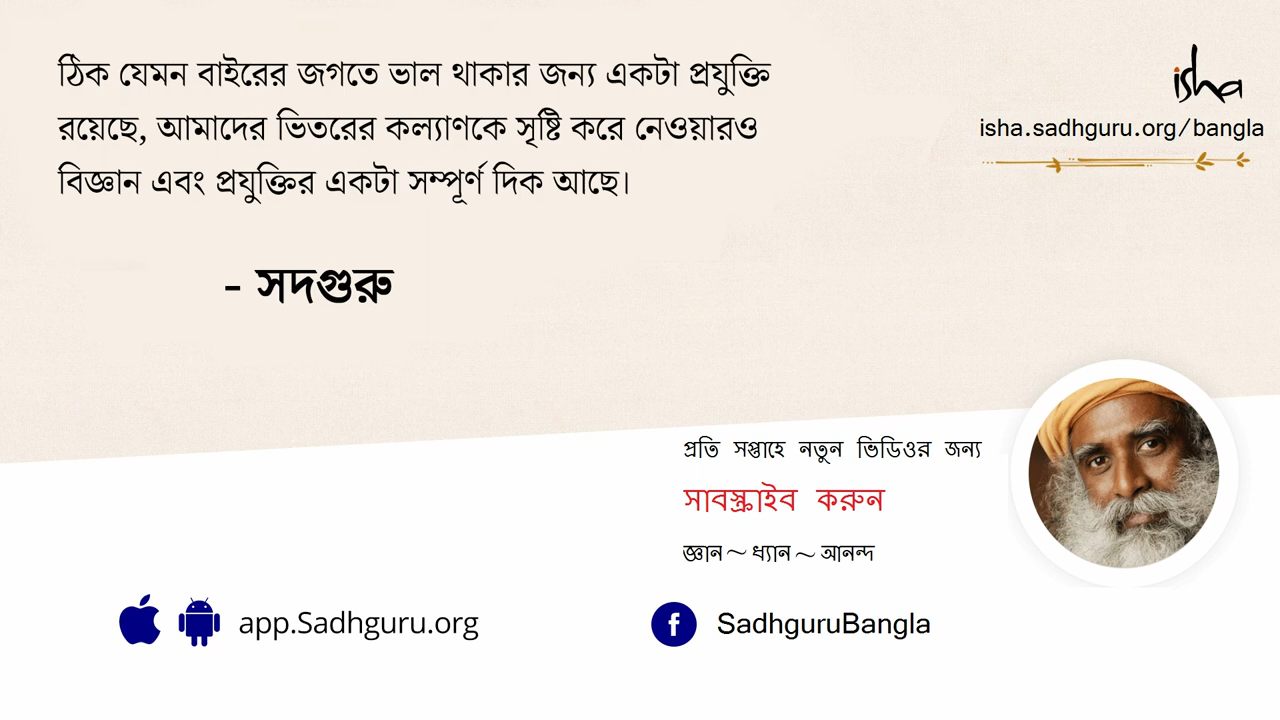 ঠিক যেমন বাইরের জগতে ভাল থাকার জন্য একটা প্রযুক্তি
রয়েছে, আমাদের ভিতরের কল্যাণকে সৃষ্টি করে নেওয়ারও
বিজ্ঞান এবং প্রযুক্তির একটা সম্পূর্ণ দিক আছে।
- সদগুরু
isha
isha.sadhguru.org/bangla
প্রতি সপ্তাহে নতুন ভিডিওর জন্য
সাবস্ক্রাইব করুন
জ্ঞান ~ ধ্যান ~ আনন্দ
app.Sadhguru.org
f SadhguruBangla